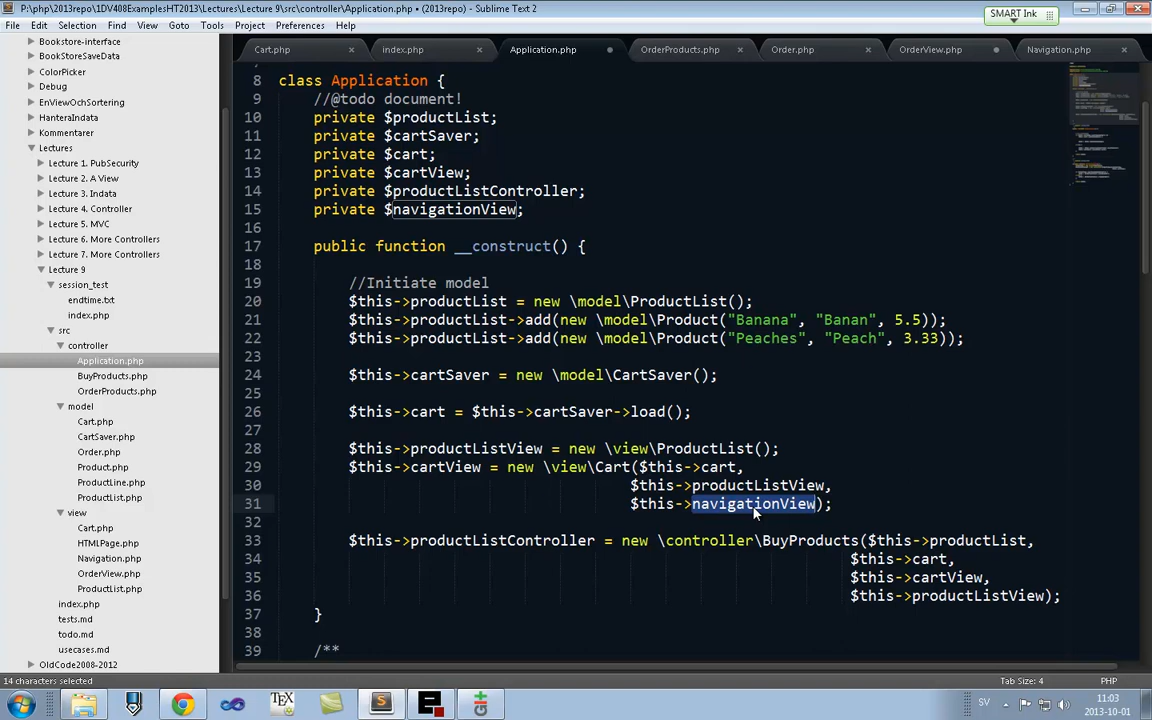 P:\php\2013repo\1DV408ExamplesHT2013\Lectures\Lecture 9\src\controller\Application.php • (2013repo) - Sublime Text 2
SMART Ink
File Edit Selection Find View Goto Tools Project Preferences Help
Cart.php
index.php
Application.php
OrderProducts.php
Order.php
OrderView.php
Navigation.php
Bookstore-interface
BookStoreSaveData
ColorPicker
Debug
EnViewOchSortering
HanteraIndata
Kommentarer
Lectures
Lecture 1. PubSecurity
Lecture 2. A View
Lecture 3. Indata
Lecture 4. Controller
Lecture 5. MVC
Lecture 6. More Controllers
Lecture 7. More Controllers
Lecture 9
session_test
endtime.txt
index.php
src
controller
Application.php
BuyProducts.php
OrderProducts.php
model
Cart.php
CartSaver.php
Order.php
Product.php
ProductLine.php
ProductList.php
view
Cart.php
HTMLPage.php
Navigation.php
OrderView.php
ProductList.php
index.php
tests.md
todo.md
usecases.md
OldCode2008-2012
8 class Application {
9 //@todo document!
10 private $productList;
11 private $cartSaver;
12 private $cart;
13 private $cartView;
14 private $productListController;
15 private $navigationView;
16
17 public function __construct() {
18
19 //Initiate model
20 $this->productList = new \model\ProductList();
21 $this->productList->add(new \model\Product("Banana", "Banan", 5.5));
22 $this->productList->add(new \model\Product("Peaches", "Peach", 3.33));
23
24 $this->cartSaver = new \model\CartSaver();
25
26 $this->cart = $this->cartSaver->load();
27
28 $this->productListView = new \view\ProductList();
29 $this->cartView = new \view\Cart($this->cart,
30 $this->productListView,
31 $this->navigationView);
32
33 $this->productListController = new \controller\BuyProducts($this->productList,
34 $this->cart,
35 $this->cartView,
36 $this->productListView);
37 }
38
39 /**
14 characters selected
Tab Size: 4
PHP
SV
11:03
2013-10-01